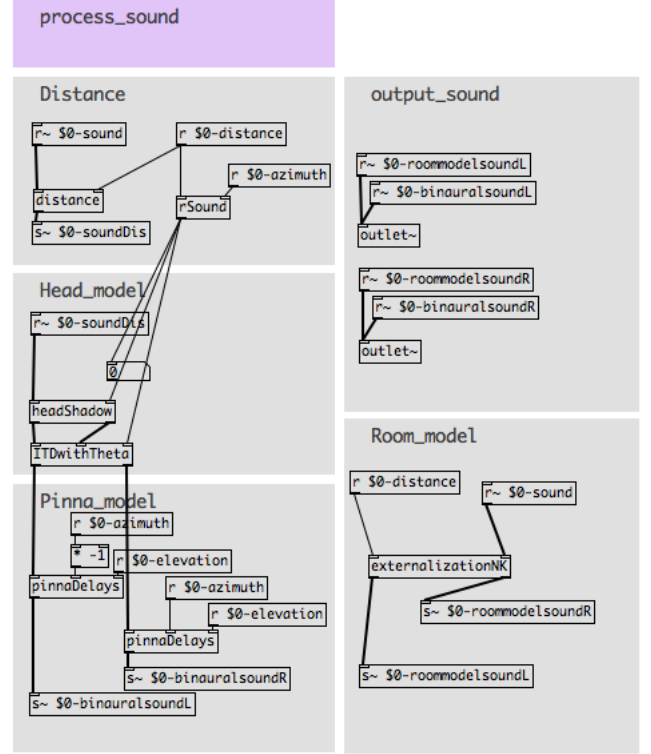 process_sound
Distance
r~ $0-sound
r $0-distance
r $0-azimuth
distance
rSound
s~ $0-soundDis
Head_model
r~ $0-soundDis
0
headShadow
ITDwithTheta
Pinna_model
r $0-azimuth
* -1
r $0-elevation
pinnaDelays
r $0-azimuth
r $0-elevation
pinnaDelays
s~ $0-binauralsoundR
s~ $0-binauralsoundL
output_sound
r~ $0-roommodelsoundL
r~ $0-binauralsoundL
outlet~
r~ $0-roommodelsoundR
r~ $0-binauralsoundR
outlet~
Room_model
r $0-distance
r~ $0-sound
externalizationNK
s~ $0-roommodelsoundR
s~ $0-roommodelsoundL